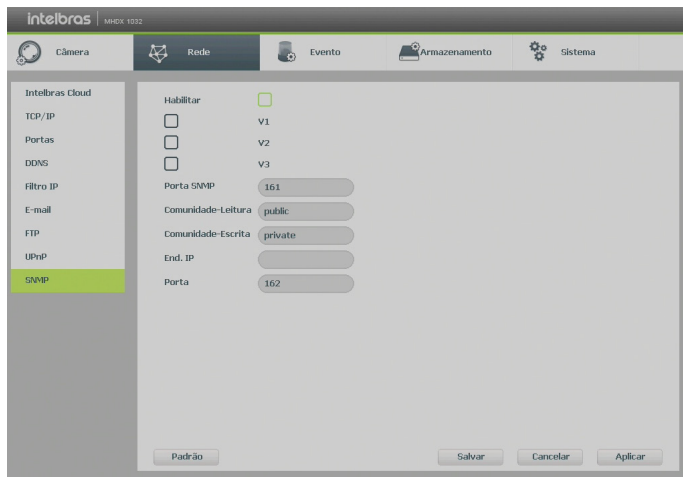 intelbras MHDX 1032
Câmera Rede Evento Armazenamento Sistema
Intelbras Cloud
TCP/IP
Portas
DDNS
Filtro IP
E-mail
FTP
UPnP
SNMP
Habilitar
V1
V2
V3
Porta SNMP 161
Comunidade-Leitura public
Comunidade-Escrita private
End. IP
Porta 162
Padrão Salvar Cancelar Aplicar